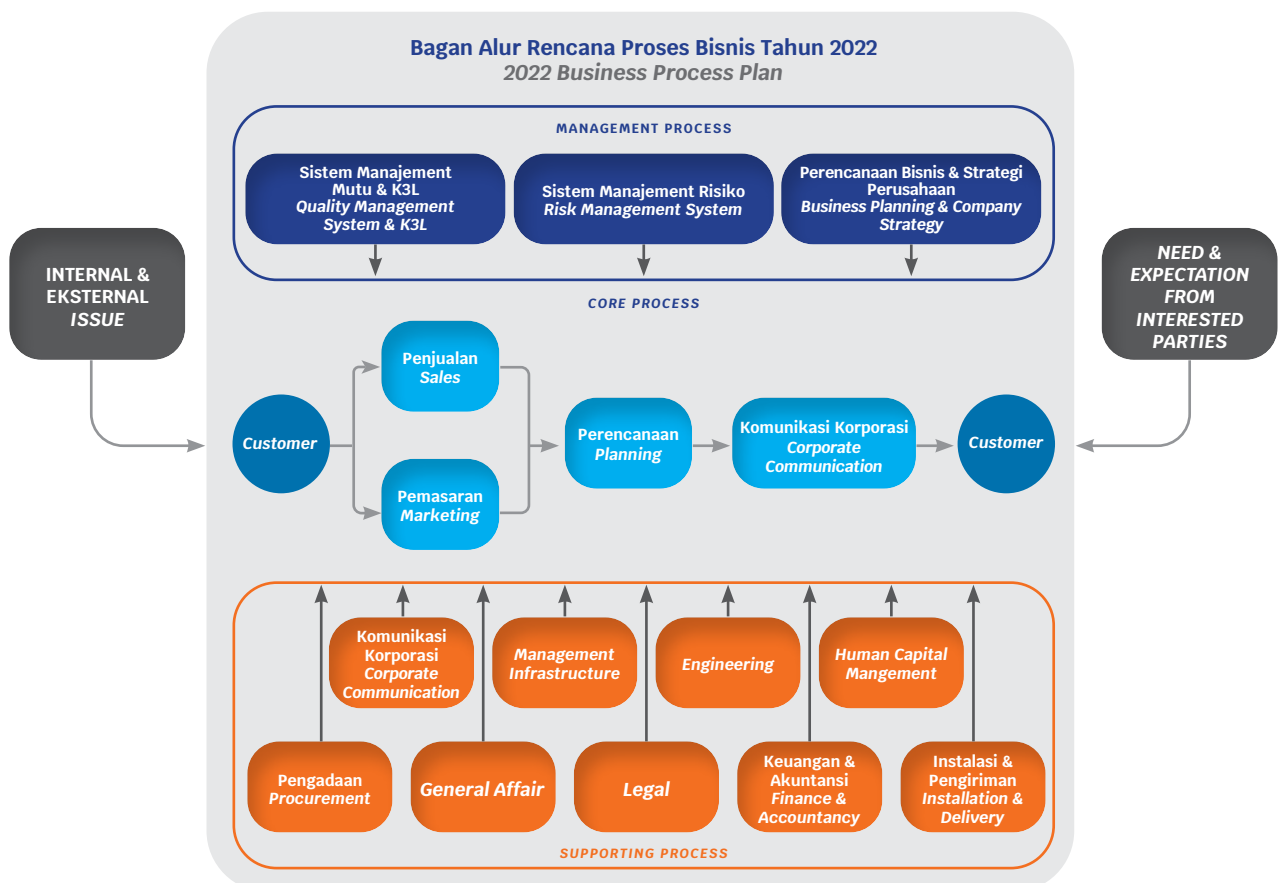 Bagan Alur Rencana Proses Bisnis Tahun 2022
2022 Business Process Plan
MANAGEMENT PROCESS
Sistem Manajement
Mutu & K3L
Quality Management
System & K3L
Sistem Manajement Risiko
Risk Management System
Perencanaan Bisnis & Strategi
Perusahaan
Business Planning & Company
Strategy
INTERNAL &
EKSTERNAL
ISSUE
NEED &
EXPECTATION
FROM
INTERESTED
PARTIES
CORE PROCESS
Customer
Penjualan
Sales
Pemasaran
Marketing
Perencanaan
Planning
Komunikasi Korporasi
Corporate
Communication
Customer
Komunikasi
Korporasi
Corporate
Communication
Management
Infrastructure
Engineering
Human Capital
Mangement
Pengadaan
Procurement
General Affair
Legal
Keuangan &
Akuntansi
Finance &
Accountancy
Instalasi &
Pengiriman
Installation &
Delivery
SUPPORTING PROCESS